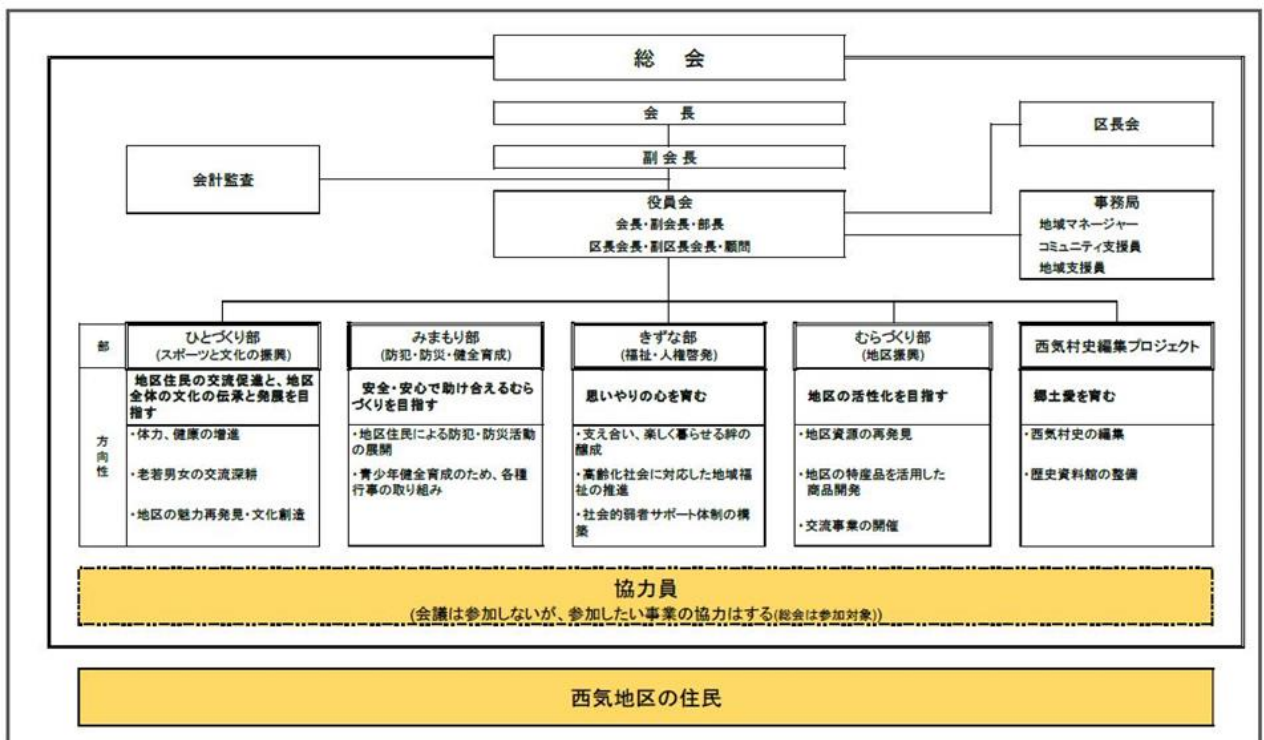 総　会
会　長
区長会
副 会 長
会計監査
役員会
会長・副会長・部長
区長会長・副区長会長・顧問
事務局
地域マネージャー
コミュニティ支援員
地域支援員
部
ひとづくり部
(スポーツと文化の振興)
みまもり部
(防犯・防災・健全育成)
きずな部
(福祉・人権啓発)
むらづくり部
(地区振興)
西気村史編集プロジェクト
方向性
地区住民の交流促進と、地区
全体の文化の伝承と発展を目
指す
・体力、健康の増進
・老若男女の交流深耕
・地区の魅力再発見・文化創造
安全・安心で助け合えるむら
づくりを目指す
・地区住民による防犯・防災活動
の展開
・青少年健全育成のため、各種
行事の取り組み
思いやりの心を育む
・支え合い、楽しく暮らせる絆の
醸成
・高齢化社会に対応した地域福
祉の推進
・社会的弱者サポート体制の構
築
地区の活性化を目指す
・地区資源の再発見
・地区の特産品を活用した
商品開発
・交流事業の開催
郷土愛を育む
・西気村史の編集
・歴史資料館の整備
協力員
(会議は参加しないが、参加したい事業の協力はする(総会は参加対象))
西気地区の住民